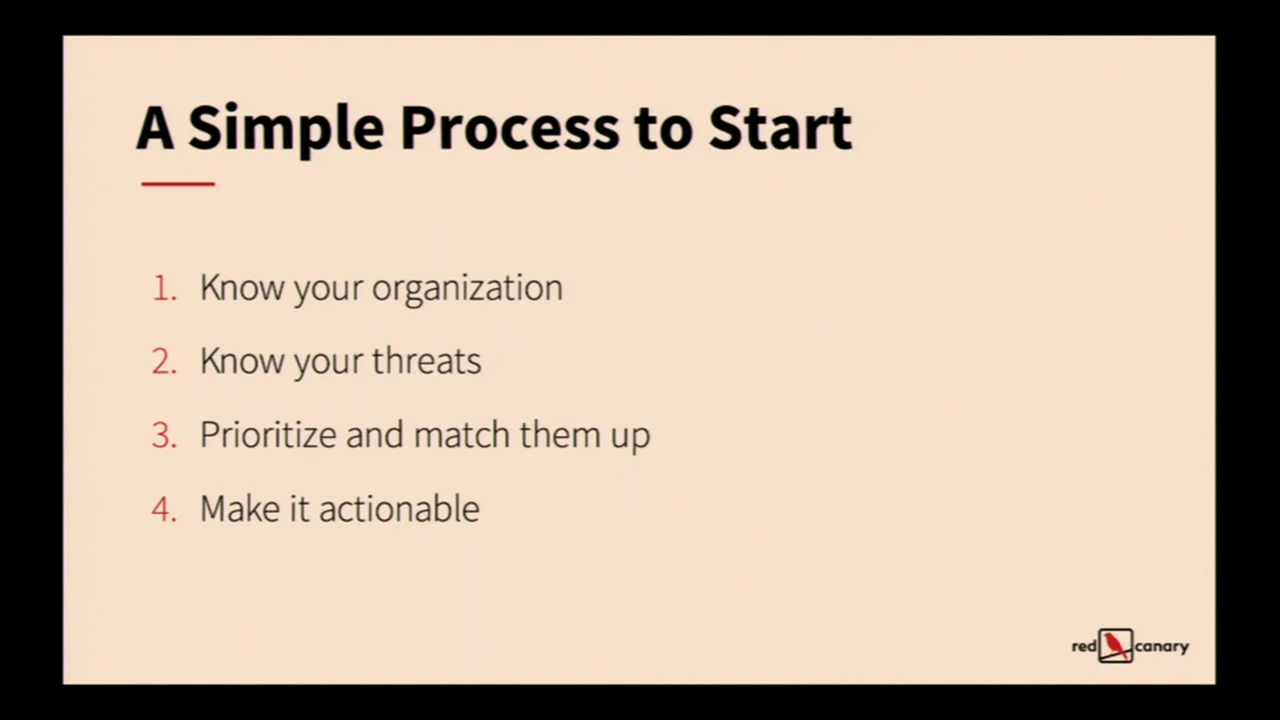 A Simple Process to Start
1. Know your organization
2. Know your threats
3. Prioritize and match them up
4. Make it actionable
red canary